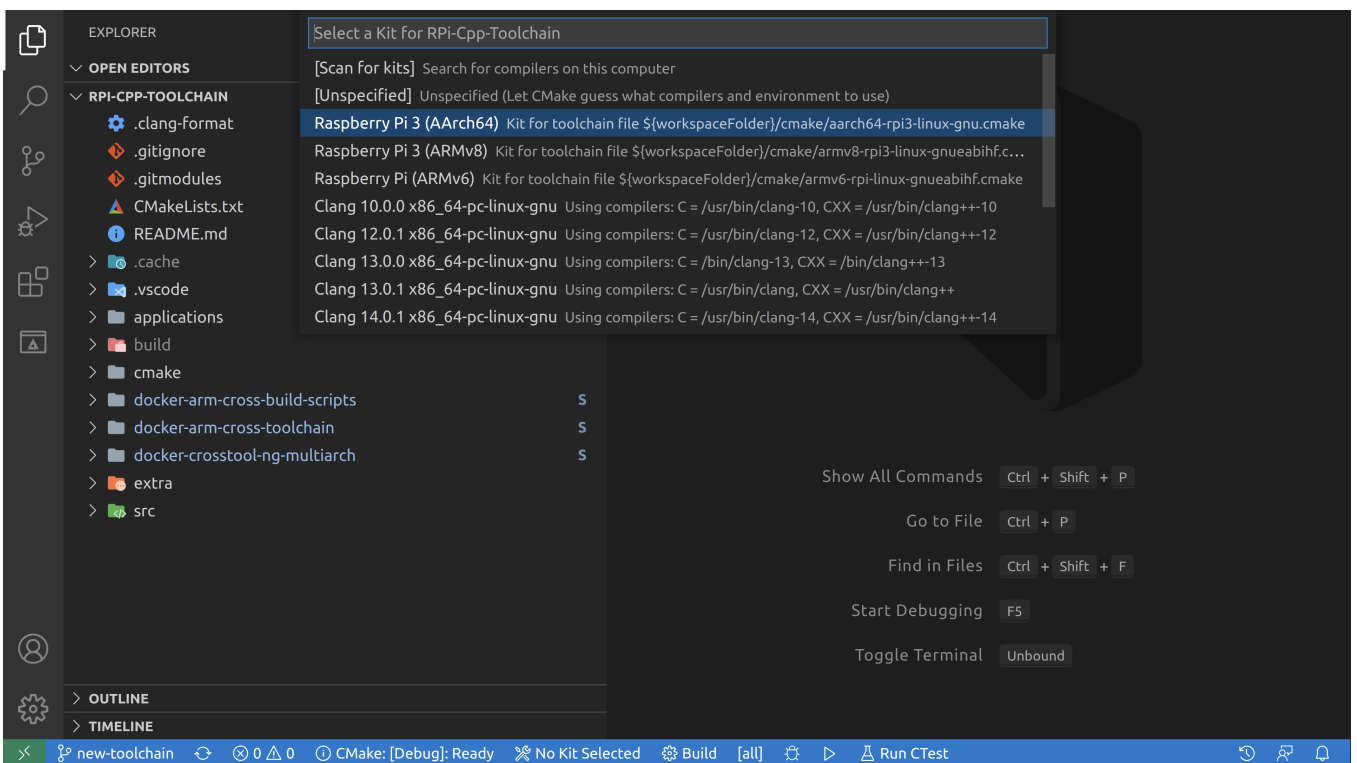 EXPLORER
OPEN EDITORS
RPI-CPP-TOOLCHAIN
.clang-format
.gitignore
.gitmodules
CMakeLists.txt
README.md
.cache
.vscode
applications
build
cmake
docker-arm-cross-build-scripts S
docker-arm-cross-toolchain S
docker-crosstool-ng-multiarch S
extra
src
OUTLINE
TIMELINE
Select a Kit for RPi-Cpp-Toolchain
[Scan for kits] Search for compilers on this computer
[Unspecified] Unspecified (Let CMake guess what compilers and environment to use)
Raspberry Pi 3 (AArch64) Kit for toolchain file ${workspaceFolder}/cmake/aarch64-rpi3-linux-gnu.cmake
Raspberry Pi 3 (ARMv8) Kit for toolchain file ${workspaceFolder}/cmake/armv8-rpi3-linux-gnueabihf.c...
Raspberry Pi (ARMv6) Kit for toolchain file ${workspaceFolder}/cmake/armv6-rpi-linux-gnueabihf.cmake
Clang 10.0.0 x86_64-pc-linux-gnu Using compilers: C = /usr/bin/clang-10, CXX = /usr/bin/clang++-10
Clang 12.0.1 x86_64-pc-linux-gnu Using compilers: C = /usr/bin/clang-12, CXX = /usr/bin/clang++-12
Clang 13.0.0 x86_64-pc-linux-gnu Using compilers: C = /bin/clang-13, CXX = /bin/clang++-13
Clang 13.0.1 x86_64-pc-linux-gnu Using compilers: C = /usr/bin/clang, CXX = /usr/bin/clang++
Clang 14.0.1 x86_64-pc-linux-gnu Using compilers: C = /usr/bin/clang-14, CXX = /usr/bin/clang++-14
Show All Commands Ctrl + Shift + P
Go to File Ctrl + P
Find in Files Ctrl + Shift + F
Start Debugging F5
Toggle Terminal Unbound
new-toolchain 0 0 CMake: [Debug]: Ready No Kit Selected Build [all] Run CTest